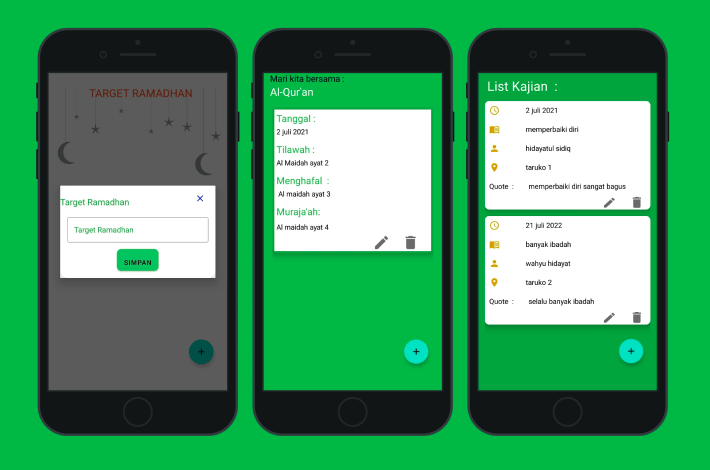 TARGET RAMADHAN
Target Ramadhan
Target Ramadhan
SIMPAN
Mari kita bersama :
Al-Qur'an
Tanggal :
2 juli 2021
Tilawah :
Al Maidah ayat 2
Menghafal :
Al maidah ayat 3
Muraja'ah:
Al maidah ayat 4
List Kajian :
2 juli 2021
memperbaiki diri
hidayatul sidiq
taruko 1
Quote : memperbaiki diri sangat bagus
21 juli 2022
banyak ibadah
wahyu hidayat
taruko 2
Quote : selalu banyak ibadah